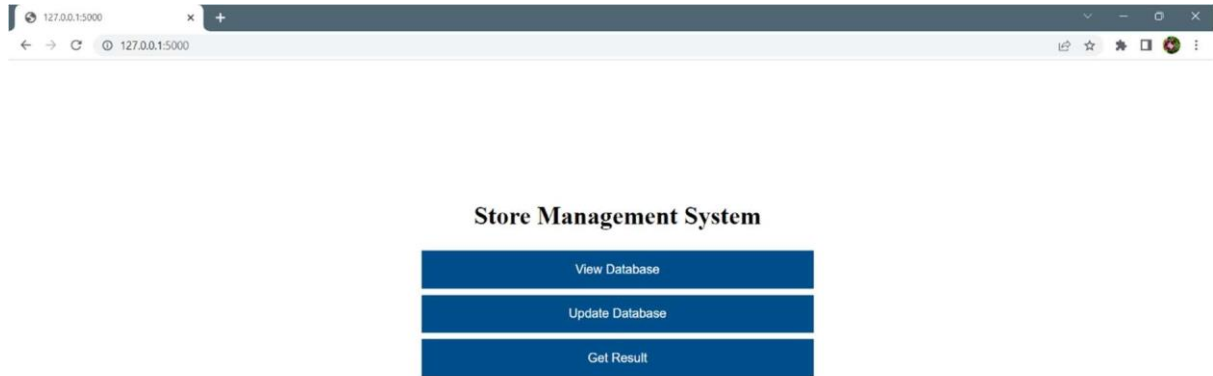 127.0.0.1:5000
127.0.0.1:5000
Store Management System
View Database
Update Database
Get Result